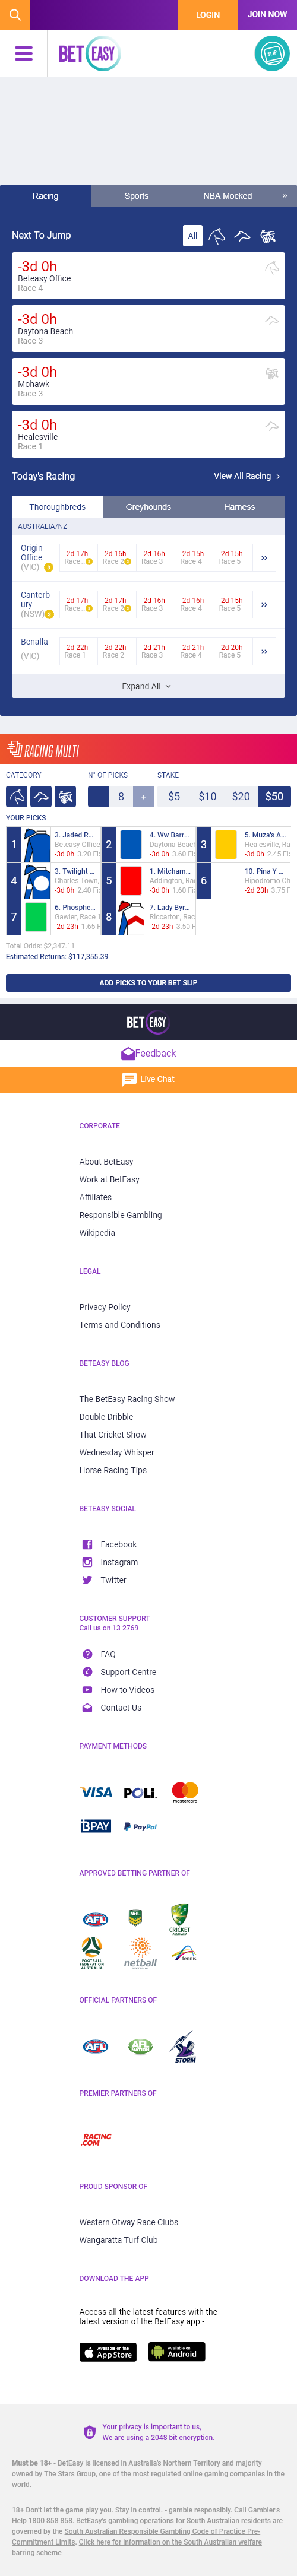 LOGIN
JOIN NOW
BET EASY
SLIP
Racing
Sports
NBA Mocked
»
Next To Jump
All
-3d 0h
Beteasy Office
Race 4
-3d 0h
Daytona Beach
Race 3
-3d 0h
Mohawk
Race 3
-3d 0h
Healesville
Race 1
Today's Racing
View All Racing
Thoroughbreds
Greyhounds
Harness
AUSTRALIA/NZ
Origin-
Office
(VIC)
-2d 17h
Race...
-2d 16h
Race 2
-2d 16h
Race 3
-2d 15h
Race 4
-2d 15h
Race 5
»
Canterb-
ury
(NSW)
-2d 17h
Race...
-2d 17h
Race 2
-2d 16h
Race 3
-2d 16h
Race 4
-2d 15h
Race 5
»
Benalla
(VIC)
-2d 22h
Race 1
-2d 22h
Race 2
-2d 21h
Race 3
-2d 21h
Race 4
-2d 20h
Race 5
»
Expand All
RACING MULTI
CATEGORY
N° OF PICKS
STAKE
- 8 +
$5 $10 $20 $50
YOUR PICKS
1
3. Jaded R...
Beteasy Office
-3d 0h 3.20 Fi
2
4. Ww Barr...
Daytona Beach
-3d 0h 3.60 F
3
5. Muza's A...
Healesville, Ra
-3d 0h 2.45 Fi
4
3. Twilight ...
Charles Town,
-3d 0h 2.40 Fi
5
1. Mitcham...
Addington, Rac
-3d 0h 1.60 F
6
10. Pina Y ...
Hipodromo Ch
-2d 23h 3.75 F
7
6. Phosphe...
Gawler, Race 1
-2d 23h 1.65 F
8
7. Lady Byr...
Riccarton, Rac
-2d 23h 3.50 F
Total Odds: $2,347.11
Estimated Returns: $117,355.39
ADD PICKS TO YOUR BET SLIP
BET EASY
Feedback
Live Chat
CORPORATE
About BetEasy
Work at BetEasy
Affiliates
Responsible Gambling
Wikipedia
LEGAL
Privacy Policy
Terms and Conditions
BETEASY BLOG
The BetEasy Racing Show
Double Dribble
That Cricket Show
Wednesday Whisper
Horse Racing Tips
BETEASY SOCIAL
Facebook
Instagram
Twitter
CUSTOMER SUPPORT
Call us on 13 2769
FAQ
Support Centre
How to Videos
Contact Us
PAYMENT METHODS
VISA
POLi
mastercard
BPAY
PayPal
APPROVED BETTING PARTNER OF
AFL
NRL
CRICKET
AUSTRALIA
FOOTBALL
AUSTRALIA
netball
tennis
OFFICIAL PARTNERS OF
AFL
AFL
NATION
STORM
PREMIER PARTNERS OF
RACING
.COM
PROUD SPONSOR OF
Western Otway Race Clubs
Wangaratta Turf Club
DOWNLOAD THE APP
Access all the latest features with the
latest version of the BetEasy app -
Available on the
App Store
Available on
Android
Your privacy is important to us,
We are using a 2048 bit encryption.
Must be 18+ - BetEasy is licensed in Australia's Northern Territory and majority
owned by The Stars Group, one of the most regulated online gaming companies in the
world.
18+ Don't let the game play you. Stay in control. - gamble responsibly. Call Gambler's
Help 1800 858 858. BetEasy's gambling operations for South Australian residents are
governed by the South Australian Responsible Gambling Code of Practice Pre-
Commitment Limits. Click here for information on the South Australian welfare
barring scheme